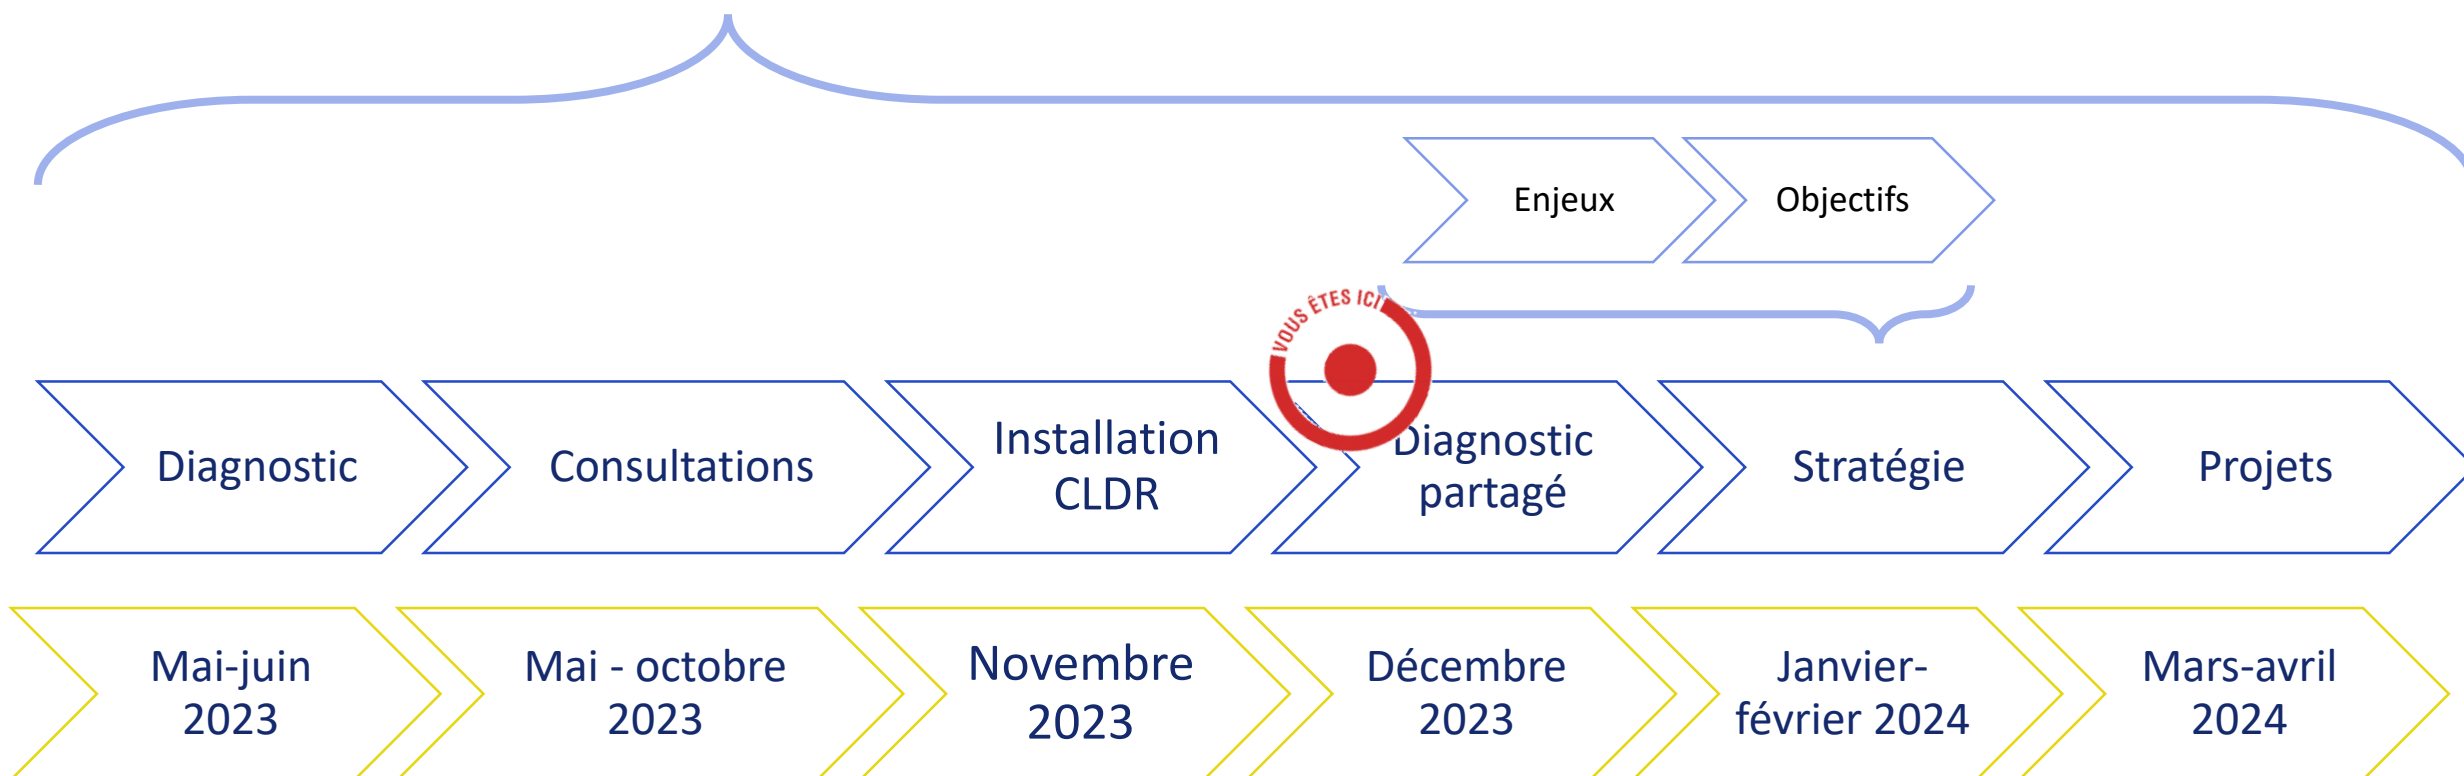 Enjeux
Objectifs
VOUS ÊTES ICI
Diagnostic
Consultations
Installation
CLDR
Diagnostic
partagé
Stratégie
Projets
Mai-juin
2023
Mai - octobre
2023
Novembre
2023
Décembre
2023
Janvier-
février 2024
Mars-avril
2024